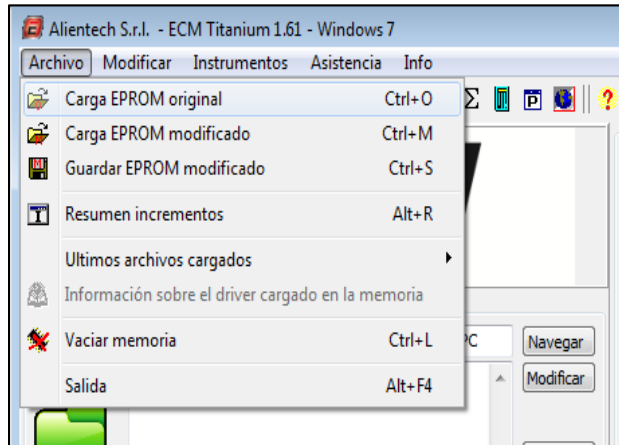 Alientech S.r.l. - ECM Titanium 1.61 - Windows 7
Archivo Modificar Instrumentos Asistencia Info
Carga EPROM original Ctrl+O
Carga EPROM modificado Ctrl+M
Guardar EPROM modificado Ctrl+S
Resumen incrementos Alt+R
Ultimos archivos cargados
Información sobre el driver cargado en la memoria
Vaciar memoria Ctrl+L
Navegar
Modificar
Salida Alt+F4